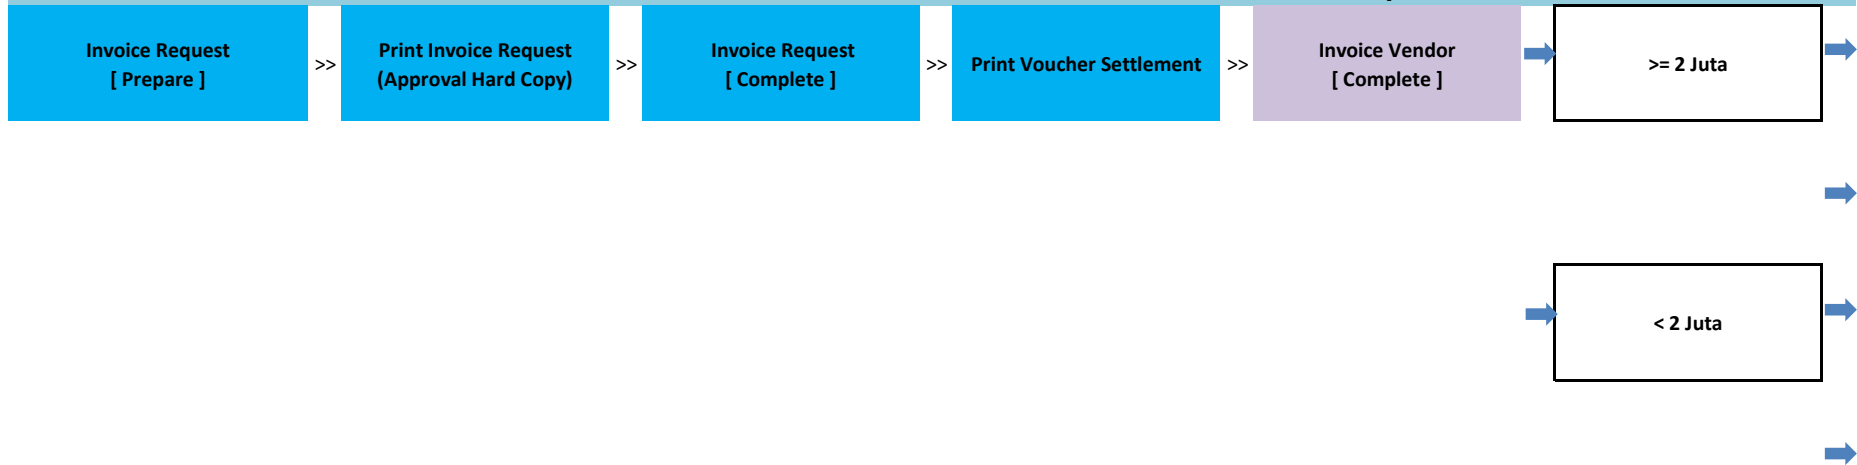 Invoice Request
[ Prepare ]
>>
Print Invoice Request
(Approval Hard Copy)
>>
Invoice Request
[ Complete ]
>>
Print Voucher Settlement
>>
Invoice Vendor
[ Complete ]
>= 2 Juta
< 2 Juta